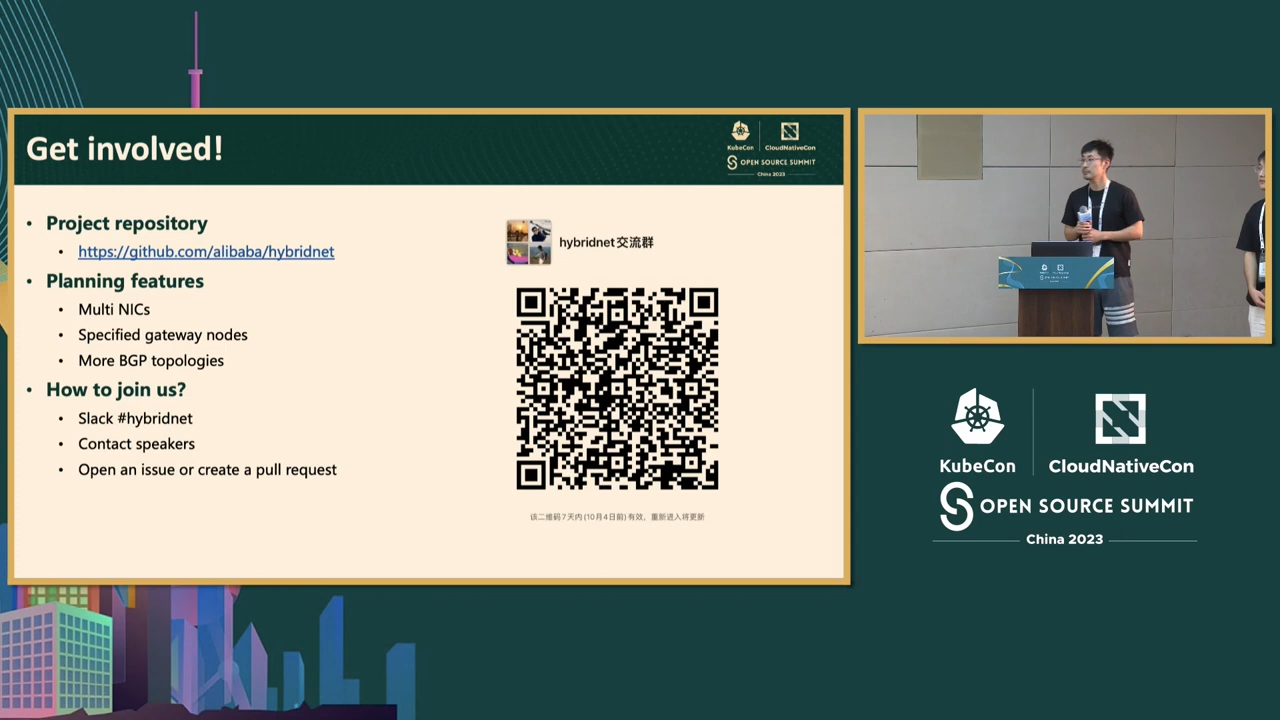 Get involved!
KubeCon
CloudNativeCon
OPEN SOURCE SUMMIT
China 2023
• Project repository
• https://github.com/alibaba/hybridnet
• Planning features
• Multi NICs
• Specified gateway nodes
• More BGP topologies
• How to join us?
• Slack #hybridnet
• Contact speakers
• Open an issue or create a pull request
hybridnet交流群
该二维码7天内(10月4日前)有效，重新进入将更新
KubeCon
CloudNativeCon
OPEN SOURCE SUMMIT
China 2023